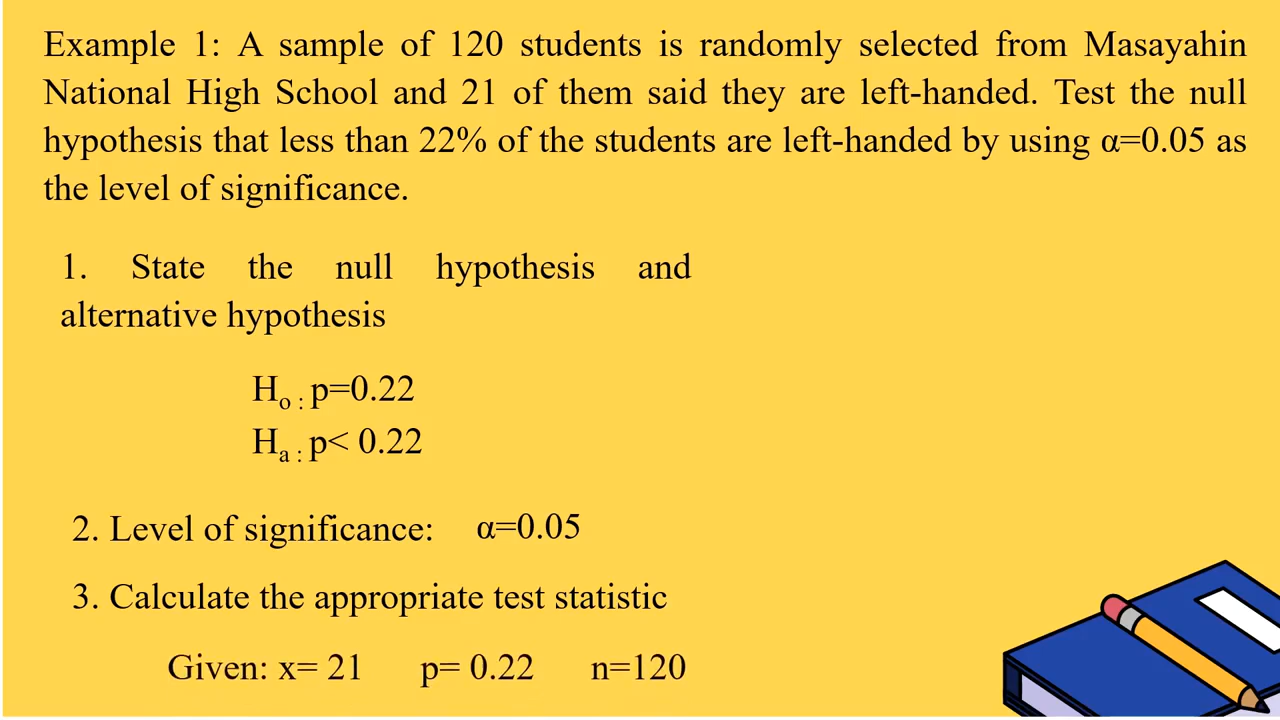 Example 1: A sample of 120 students is randomly selected from Masayahin
National High School and 21 of them said they are left-handed. Test the null
hypothesis that less than 22% of the students are left-handed by using α=0.05 as
the level of significance.
1. State the null hypothesis and
alternative hypothesis
Hₒ : p=0.22
Hₐ : p< 0.22
2. Level of significance: α=0.05
3. Calculate the appropriate test statistic
Given: x= 21 p= 0.22 n=120